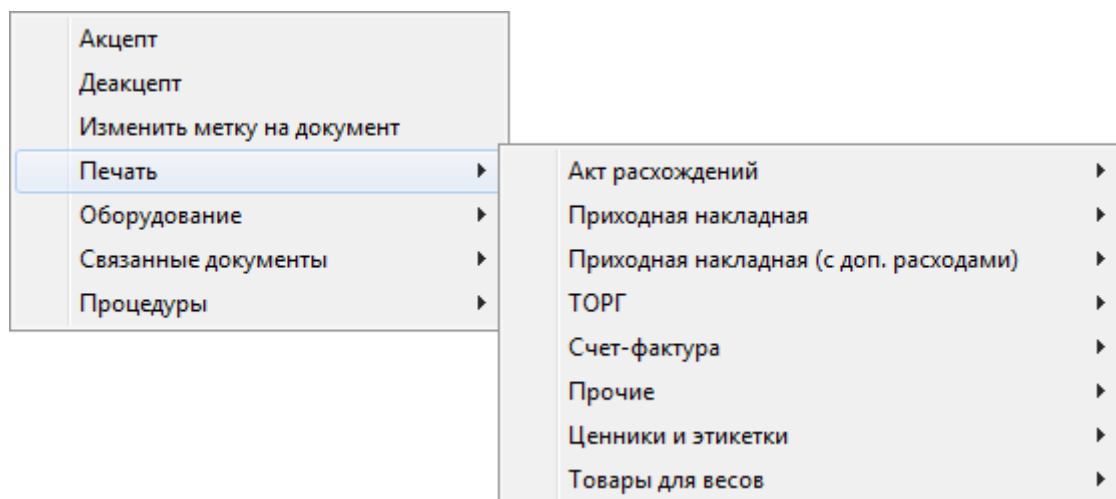 Акцепт
Деакцепт
Изменить метку на документ
Печать
Оборудование
Связанные документы
Процедуры
Акт расхождений
Приходная накладная
Приходная накладная (с доп. расходами)
ТОРГ
Счет-фактура
Прочие
Ценники и этикетки
Товары для весов